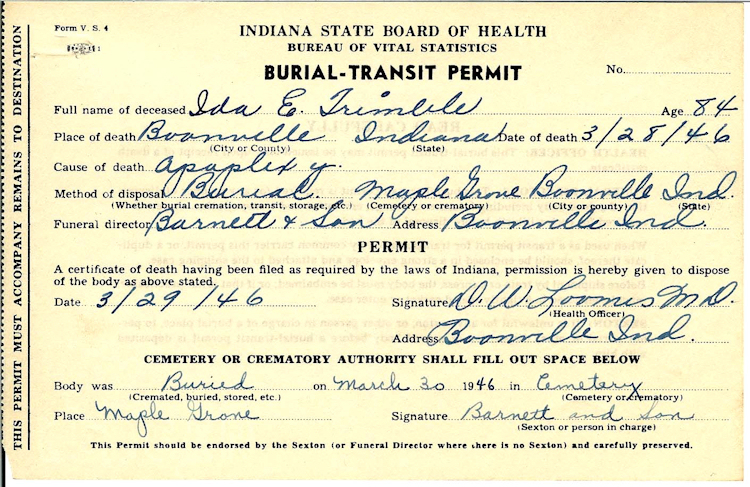 Form V. S. 4
INDIANA STATE BOARD OF HEALTH
BUREAU OF VITAL STATISTICS
BURIAL-TRANSIT PERMIT
No.
Full name of deceased Ida E. Trimble Age 84
Place of death Boonville Indiana Date of death 3/28/46
(City or County) (State)
Cause of death apoplexy.
Method of disposal Burial. Maple Grove Boonville Ind.
(Whether burial cremation, transit, storage, etc.) (Cemetery or crematory) (City or county) (State)
Funeral director Barnett & Son Address Boonville Ind.
PERMIT
A certificate of death having been filed as required by the laws of Indiana, permission is hereby given to dispose
of the body as above stated.
Date 3/29/46 Signature D. W. Loomis M.D.
(Health Officer)
Address Boonville Ind.
CEMETERY OR CREMATORY AUTHORITY SHALL FILL OUT SPACE BELOW
Body was Buried on March 30 1946 in Cemetery
(Cremated, buried, stored, etc.) (Cemetery or crematory)
Place Maple Grove Signature Barnett and Son
(Sexton or person in charge)
This Permit should be endorsed by the Sexton (or Funeral Director where there is no Sexton) and carefully preserved.
THIS PERMIT MUST ACCOMPANY REMAINS TO DESTINATION